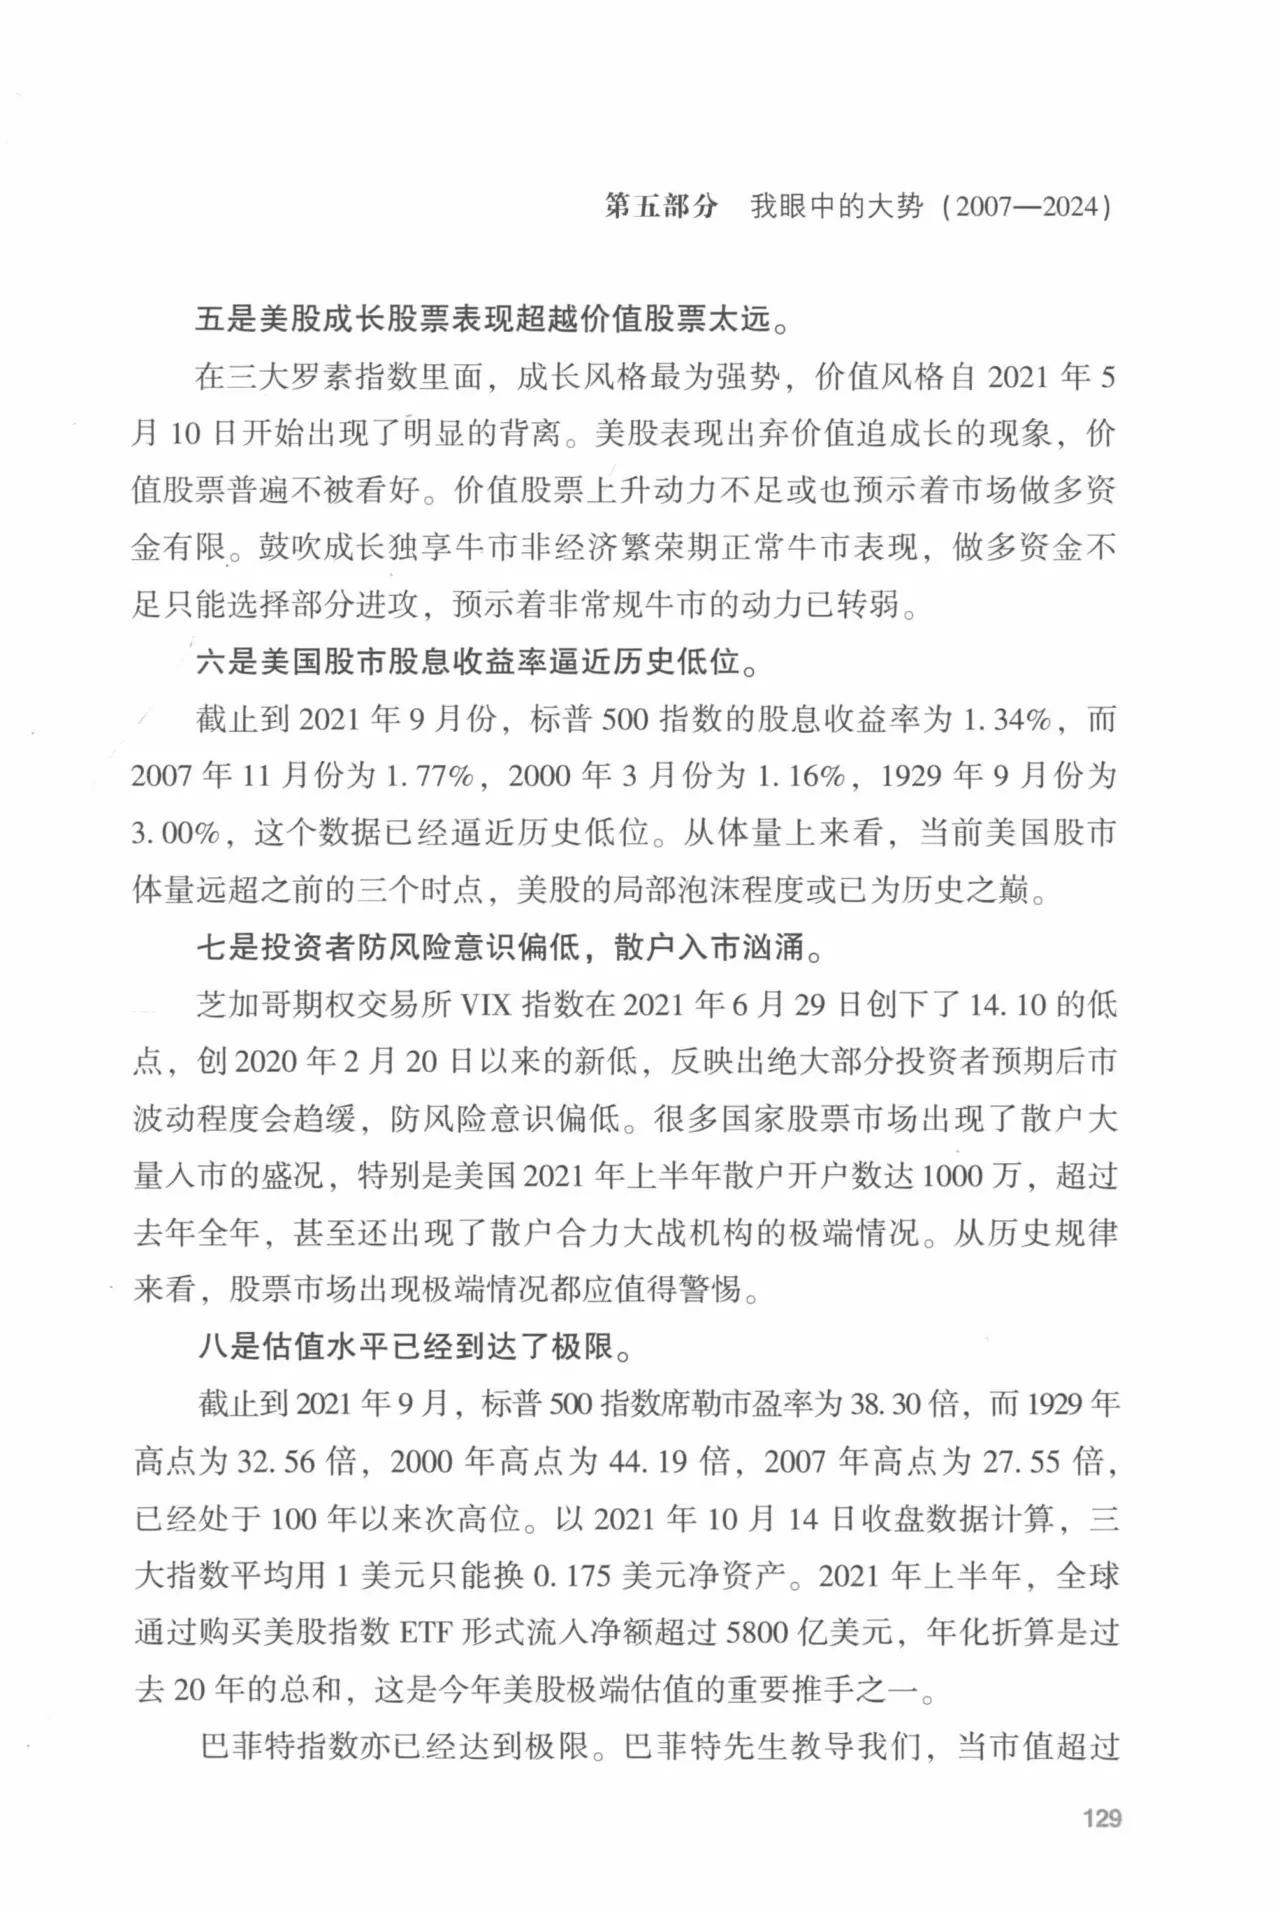 第五部分 我眼中的大势（2007—2024）
五是美股成长股票表现超越价值股票太远。
在三大罗素指数里面，成长风格最为强势，价值风格自 2021 年 5
月 10 日开始出现了明显的背离。美股表现出弃价值追成长的现象，价
值股票普遍不被看好。价值股票上升动力不足或也预示着市场做多资
金有限。鼓吹成长独享牛市非经济繁荣期正常牛市表现，做多资金不
足只能选择部分进攻，预示着非常规牛市的动力已转弱。
六是美国股市股息收益率逼近历史低位。
截止到 2021 年 9 月份，标普 500 指数的股息收益率为 1.34%，而
2007 年 11 月份为 1.77%，2000 年 3 月份为 1.16%，1929 年 9 月份为
3.00%，这个数据已经逼近历史低位。从体量上来看，当前美国股市
体量远超之前的三个时点，美股的局部泡沫程度或已为历史之巅。
七是投资者防风险意识偏低，散户入市汹涌。
芝加哥期权交易所 VIX 指数在 2021 年 6 月 29 日创下了 14.10 的低
点，创 2020 年 2 月 20 日以来的新低，反映出绝大部分投资者预期后市
波动程度会趋缓，防风险意识偏低。很多国家股票市场出现了散户大
量入市的盛况，特别是美国 2021 年上半年散户开户数达 1000 万，超过
去年全年，甚至还出现了散户合力大战机构的极端情况。从历史规律
来看，股票市场出现极端情况都应值得警惕。
八是估值水平已经到达了极限。
截止到 2021 年 9 月，标普 500 指数席勒市盈率为 38.30 倍，而 1929 年
高点为 32.56 倍，2000 年高点为 44.19 倍，2007 年高点为 27.55 倍，
已经处于 100 年以来次高位。以 2021 年 10 月 14 日收盘数据计算，三
大指数平均用 1 美元只能换 0.175 美元净资产。2021 年上半年，全球
通过购买美股指数 ETF 形式流入净额超过 5800 亿美元，年化折算是过
去 20 年的总和，这是今年美股极端估值的重要推手之一。
巴菲特指数亦已经达到极限。巴菲特先生教导我们，当市值超过
129